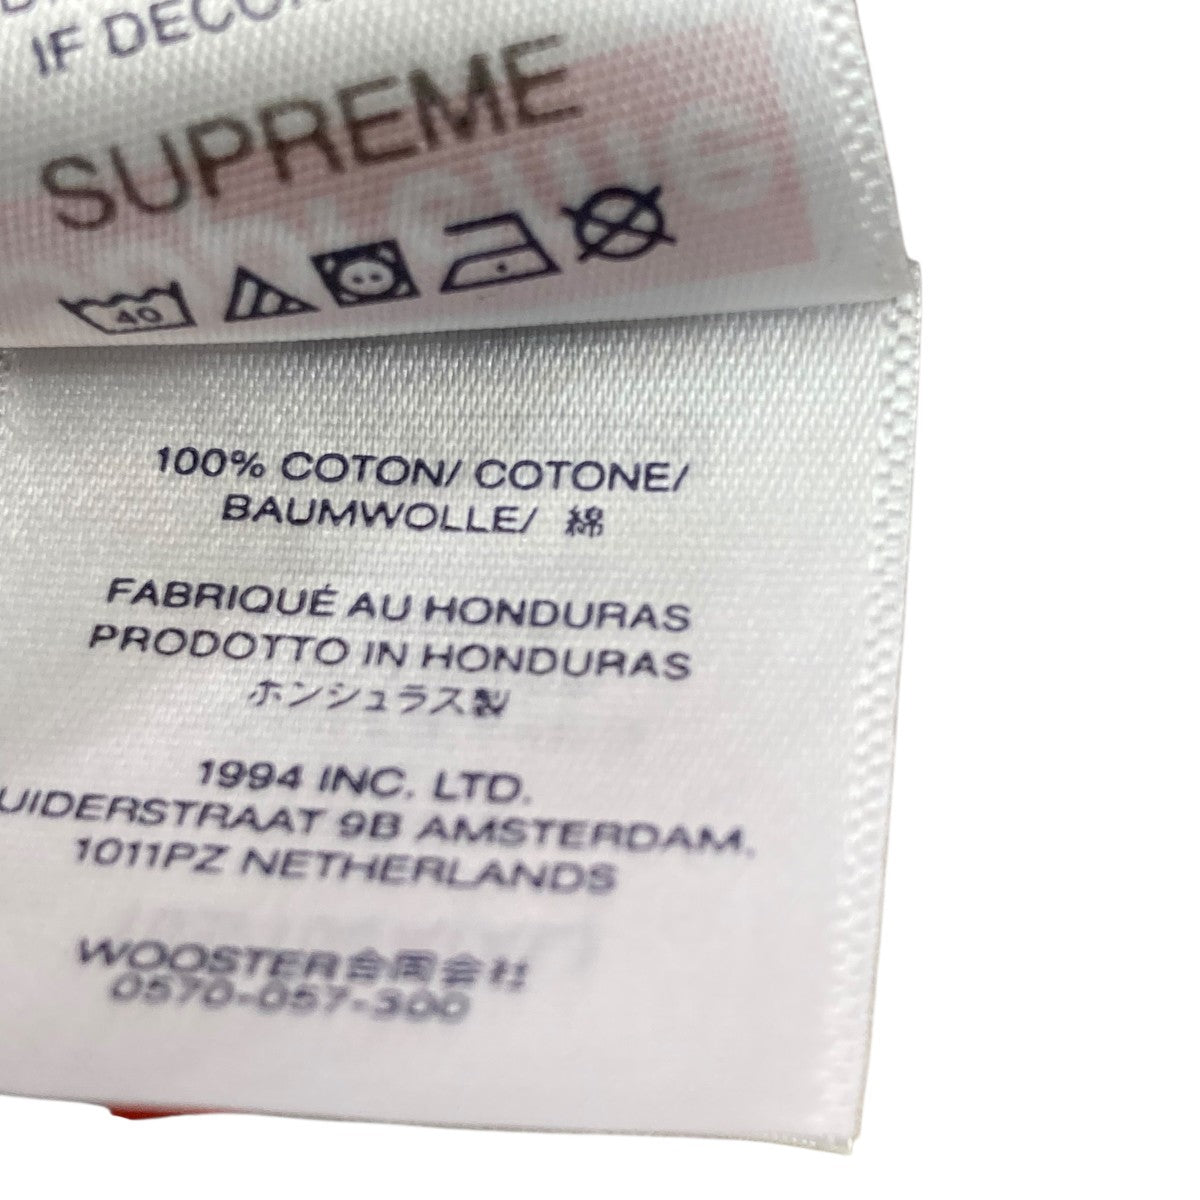 IF DECO
SUPREME
40
100% COTON/ COTONE/
BAUMWOLLE/ 綿
FABRIQUÉ AU HONDURAS
PRODOTTO IN HONDURAS
ホンシュラス製
1994 INC. LTD.
UIDERSTRAAT 9B AMSTERDAM,
1011PZ NETHERLANDS
WOOSTER合同会社
0570-057-300